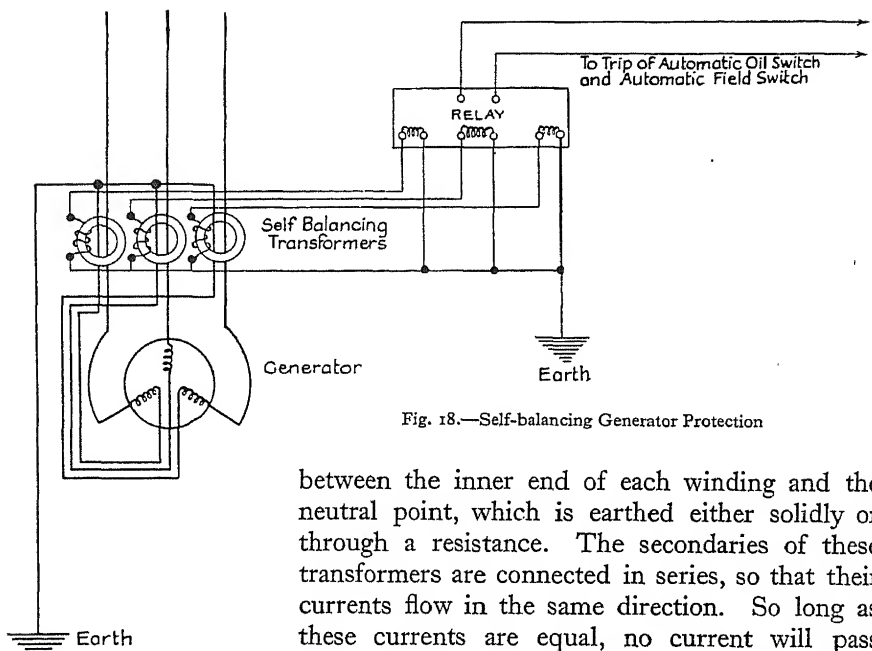 To Trip of Automatic Oil Switch
and Automatic Field Switch
RELAY
Self Balancing
Transformers
Generator
Earth
Fig. 18.—Self-balancing Generator Protection
between the inner end of each winding and the
neutral point, which is earthed either solidly or
through a resistance. The secondaries of these
transformers are connected in series, so that their
currents flow in the same direction. So long as
these currents are equal, no current will pass
Earth